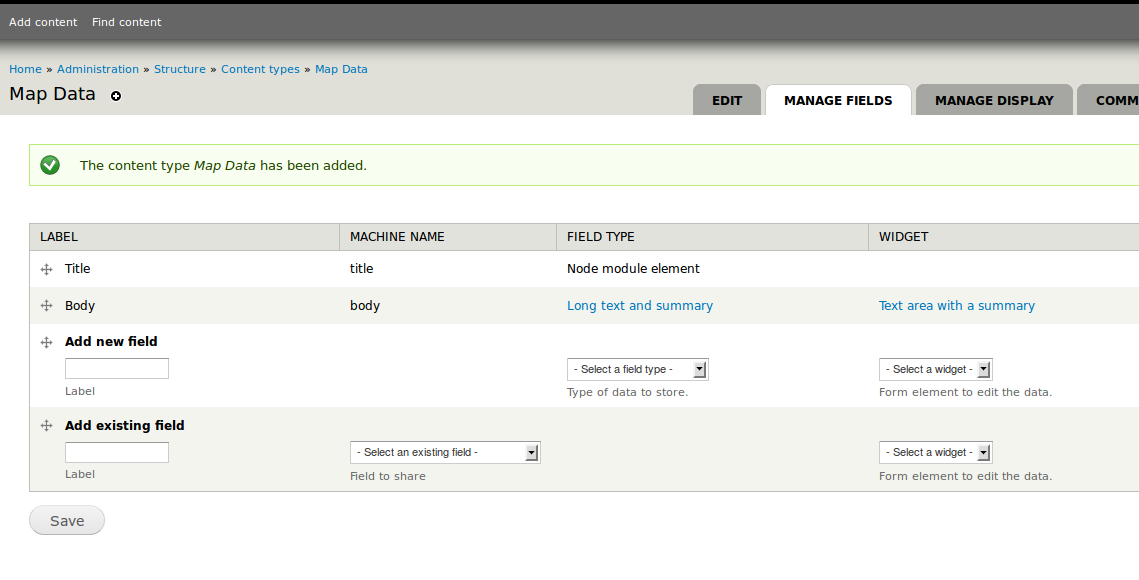 Add content Find content
Home » Administration » Structure » Content types » Map Data
Map Data
EDIT MANAGE FIELDS MANAGE DISPLAY COMM
The content type Map Data has been added.
LABEL MACHINE NAME FIELD TYPE WIDGET
Title title Node module element
Body body Long text and summary Text area with a summary
Add new field
- Select a field type - - Select a widget -
Label Type of data to store. Form element to edit the data.
Add existing field
- Select an existing field - - Select a widget -
Label Field to share Form element to edit the data.
Save